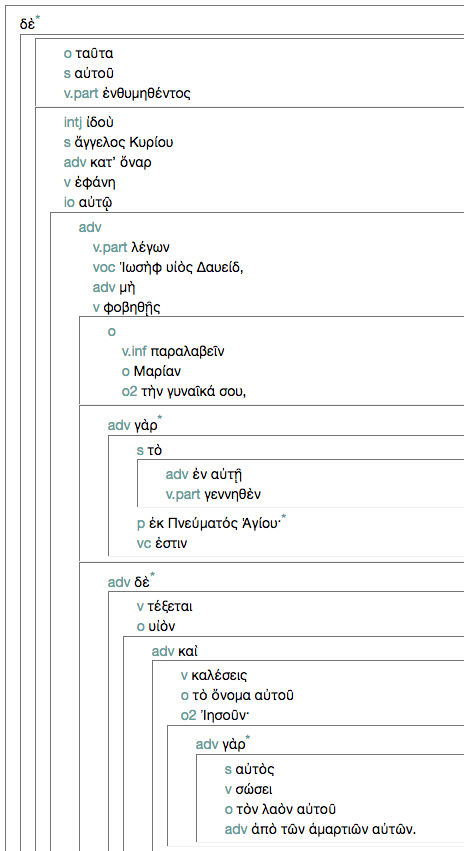 δὲ*
o ταῦτα
s αὐτοῦ
v.part ἐνθυμηθέντος
intj ἰδοὺ
s ἄγγελος Κυρίου
adv κατ’ ὄναρ
v ἐφάνη
io αὐτῷ
adv
v.part λέγων
voc Ἰωσὴφ υἱὸς Δαυείδ,
adv μὴ
v φοβηθῇς
o
v.inf παραλαβεῖν
o Μαρίαν
o2 τὴν γυναῖκά σου,
adv γὰρ*
s τὸ
adv ἐν αὐτῇ
v.part γεννηθὲν
p ἐκ Πνεύματός Ἁγίου·*
vc ἐστιν
adv δὲ*
v τέξεται
o υἱὸν
adv καὶ
v καλέσεις
o τὸ ὄνομα αὐτοῦ
o2 Ἰησοῦν·
adv γὰρ*
s αὐτὸς
v σώσει
o τὸν λαὸν αὐτοῦ
adv ἀπὸ τῶν ἁμαρτιῶν αὐτῶν.